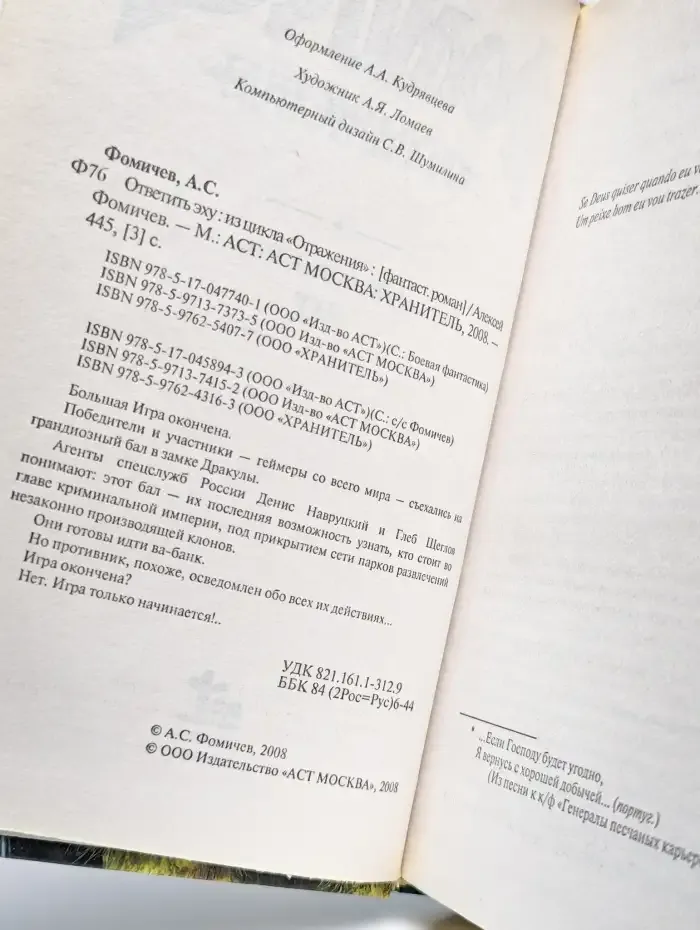 Оформление А.А. Кудрявцева
Художник А.Я. Ломаев
Компьютерный дизайн С.В. Шумилина
Фомичев, А.С.
Ф76 Ответить эху : из цикла «Отражения» : [фантаст. роман] / Алексей
Фомичев. — М.: АСТ: АСТ МОСКВА: ХРАНИТЕЛЬ, 2008. —
445, [3] с.
ISBN 978-5-17-047740-1 (ООО «Изд-во АСТ»)(С.: Боевая фантастика)
ISBN 978-5-9713-7373-5 (ООО Изд-во «АСТ МОСКВА»)
ISBN 978-5-9762-5407-7 (ООО «ХРАНИТЕЛЬ»)
ISBN 978-5-17-045894-3 (ООО «Изд-во АСТ»)(С.: с/с Фомичев)
ISBN 978-5-9713-7415-2 (ООО Изд-во «АСТ МОСКВА»)
ISBN 978-5-9762-4316-3 (ООО «ХРАНИТЕЛЬ»)
Большая Игра окончена.
Победители и участники — геймеры со всего мира — съехались на
грандиозный бал в замке Дракулы.
Агенты спецслужб России Денис Навруцкий и Глеб Щеглов
понимают: этот бал — их последняя возможность узнать, кто стоит во
главе криминальной империи, под прикрытием сети парков развлечений
незаконно производящей клонов.
Они готовы идти ва-банк.
Но противник, похоже, осведомлен обо всех их действиях...
Игра окончена?
Нет. Игра только начинается!..
УДК 821.161.1-312.9
ББК 84 (2Рос=Рус)6-44
© А.С. Фомичев, 2008
© ООО Издательство «АСТ МОСКВА», 2008
Se Deus quiser quando eu
Um peixe bom eu vou trazer.
* ...Если Господу будет угодно,
Я вернусь с хорошей добычей... (португ.)
(Из песни к к/ф «Генералы песчаных карьер